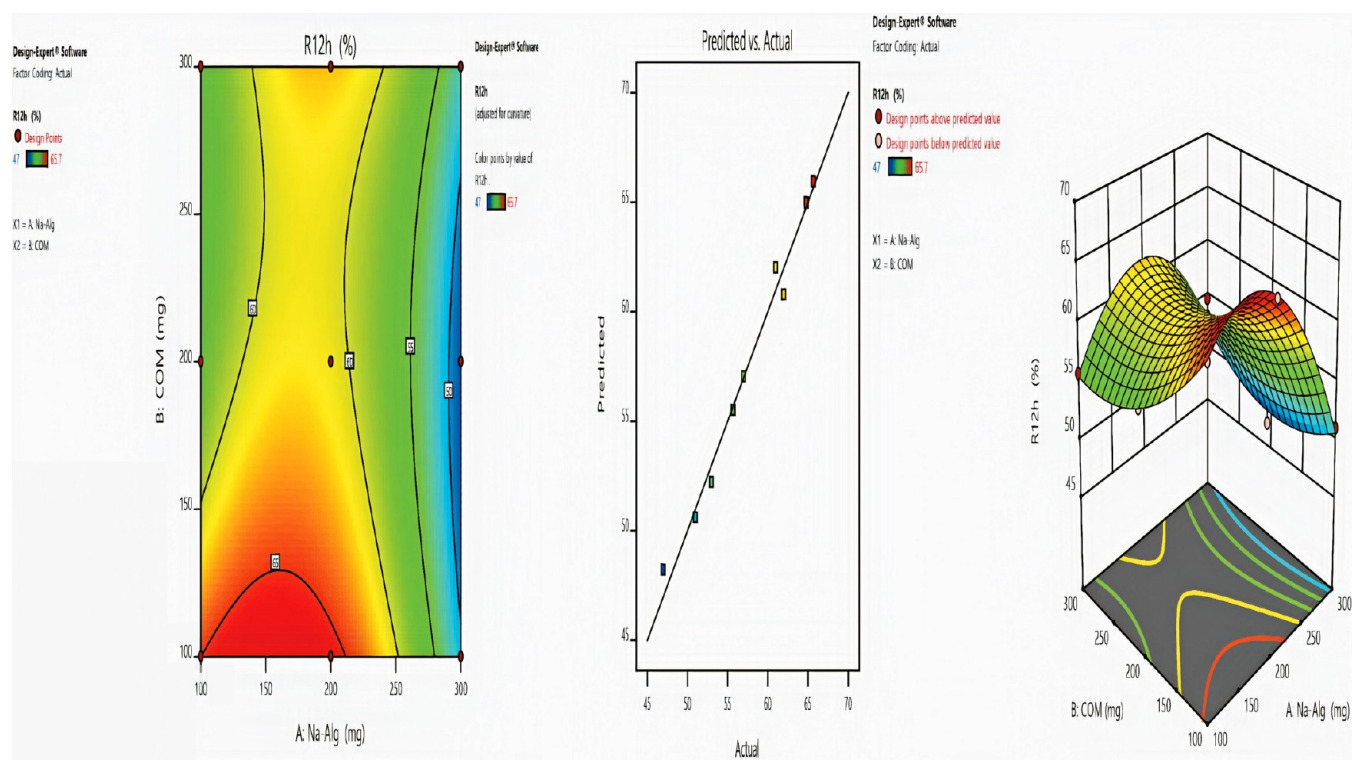 Design-Expert® Software
Factor Coding: Actual
R12h (%)
Design Points
47 65.7
X1 = A: Na-Alg
X2 = B: COM
R12h (%)
300
250
200
150
100
B: COM (mg)
60
60
55
50
65
100 150 200 250 300
A: Na-Alg (mg)
Design-Expert® Software
R12h
(adjusted for curvature)
Color points by value of
R12h:
47 65.7
Predicted vs. Actual
70
65
60
55
50
45
Predicted
45 50 55 60 65 70
Actual
Design-Expert® Software
Factor Coding: Actual
R12h (%)
Design points above predicted value
Design points below predicted value
47 65.7
X1 = A: Na-Alg
X2 = B: COM
70
65
60
55
50
45
R12h (%)
300 300
250 250
200 200
150 150
100 100
B: COM (mg) A: Na-Alg (mg)